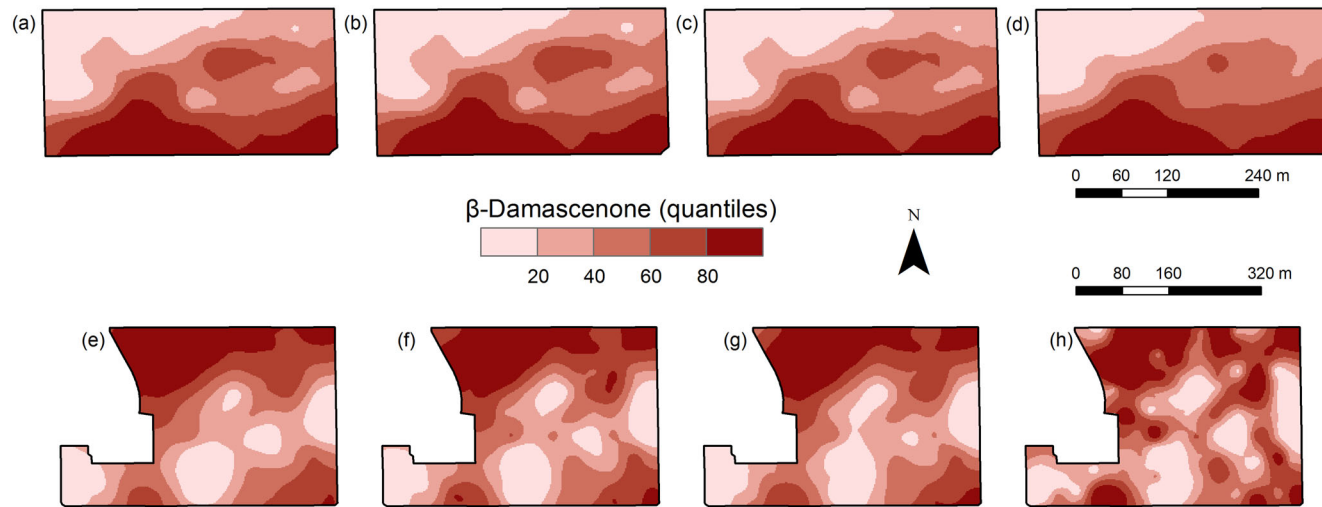 (a)
(b)
(c)
(d)
0 60 120 240 m
β-Damascenone (quantiles)
20 40 60 80
N
0 80 160 320 m
(e)
(f)
(g)
(h)